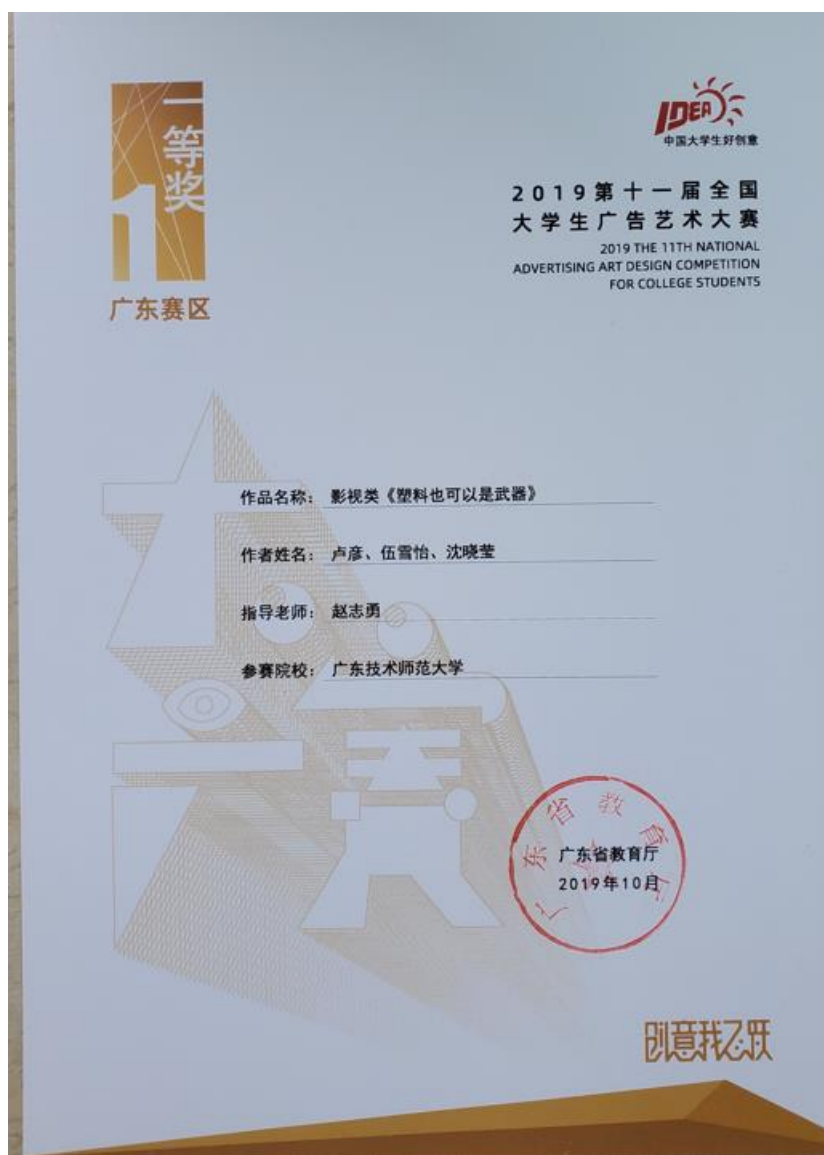 一等奖
1
广东赛区
IDEA
中国大学生好创意
2019第十一届全国
大学生广告艺术大赛
2019 THE 11TH NATIONAL
ADVERTISING ART DESIGN COMPETITION
FOR COLLEGE STUDENTS
大广赛
作品名称: 影视类《塑料也可以是武器》
作者姓名: 卢彦、伍雪怡、沈晓莹
指导老师: 赵志勇
参赛院校: 广东技术师范大学
广东省教育厅
广东省教育厅
2019年10月